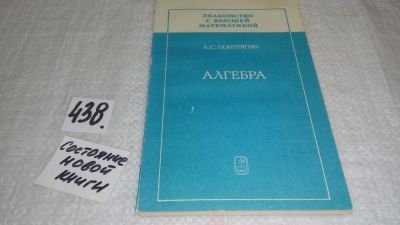 ЗНАКОМСТВО
С ВЫСШЕЙ
МАТЕМАТИКОЙ
Л.С. ПОНТРЯГИН
АЛГЕБРА
438.
Состояние
новой
книги